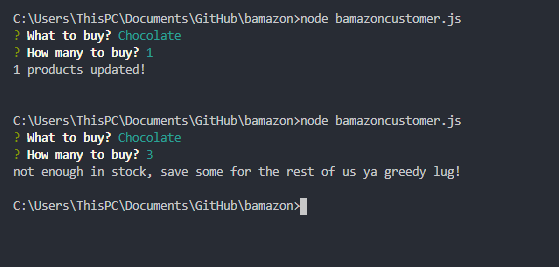 C:\Users\ThisPC\Documents\GitHub\bamazon>node bamazoncustomer.js
? What to buy? Chocolate
? How many to buy? 1
1 products updated!
C:\Users\ThisPC\Documents\GitHub\bamazon>node bamazoncustomer.js
? What to buy? Chocolate
? How many to buy? 3
not enough in stock, save some for the rest of us ya greedy lug!
C:\Users\ThisPC\Documents\GitHub\bamazon>